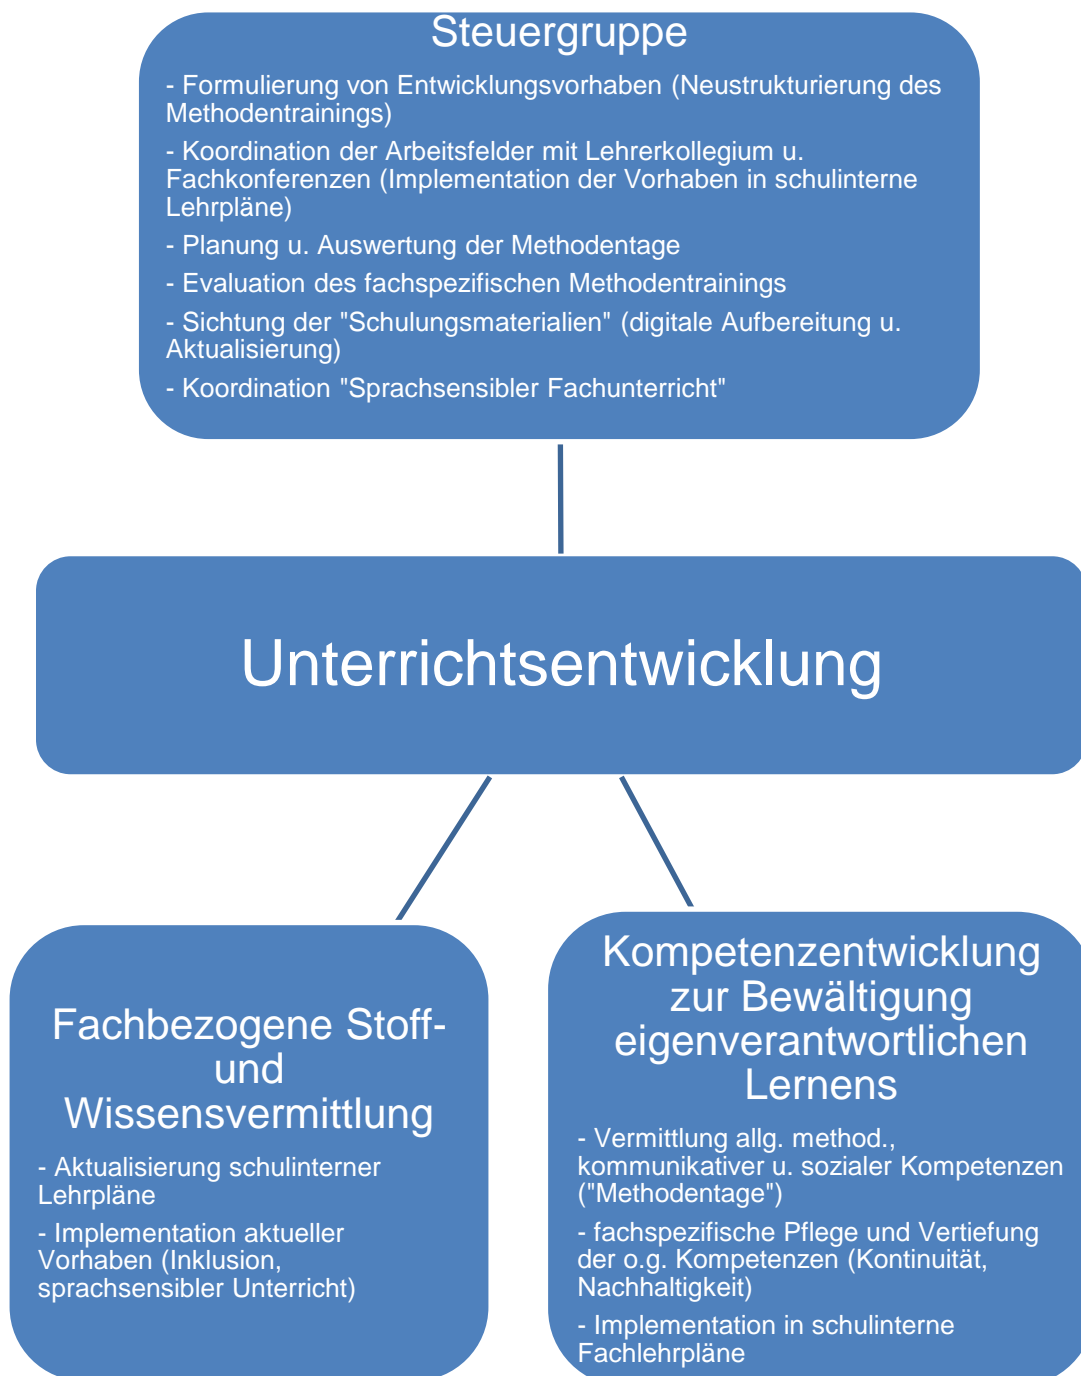 Steuergruppe
- Formulierung von Entwicklungsvorhaben (Neustrukturierung des
Methodentrainings)
- Koordination der Arbeitsfelder mit Lehrerkollegium u.
Fachkonferenzen (Implementation der Vorhaben in schulinterne
Lehrpläne)
- Planung u. Auswertung der Methodentage
- Evaluation des fachspezifischen Methodentrainings
- Sichtung der "Schulungsmaterialien" (digitale Aufbereitung u.
Aktualisierung)
- Koordination "Sprachsensibler Fachunterricht"
Unterrichtsentwicklung
Fachbezogene Stoff-
und
Wissensvermittlung
- Aktualisierung schulinterner
Lehrpläne
- Implementation aktueller
Vorhaben (Inklusion,
sprachsensibler Unterricht)
Kompetenzentwicklung
zur Bewältigung
eigenverantwortlichen
Lernens
- Vermittlung allg. method.,
kommunikativer u. sozialer Kompetenzen
("Methodentage")
- fachspezifische Pflege und Vertiefung
der o.g. Kompetenzen (Kontinuität,
Nachhaltigkeit)
- Implementation in schulinterne
Fachlehrpläne